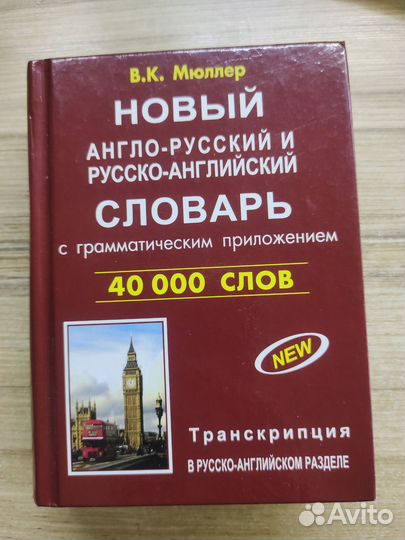 В.К. Мюллер
НОВЫЙ
АНГЛО-РУССКИЙ И
РУССКО-АНГЛИЙСКИЙ
СЛОВАРЬ
с грамматическим приложением
40 000 СЛОВ
NEW
Транскрипция
В РУССКО-АНГЛИЙСКОМ РАЗДЕЛЕ
Avito